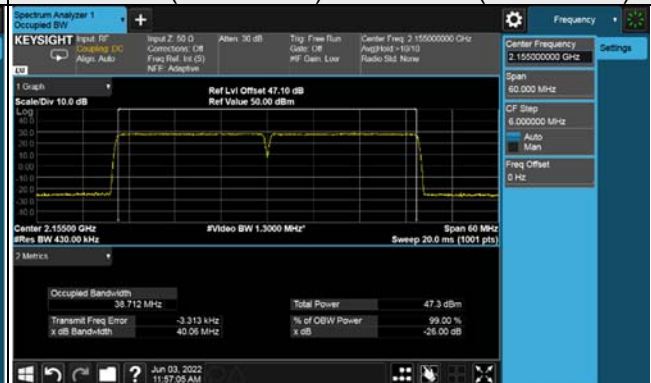 Spectrum Analyzer 1
Occupied BW
+
Frequency
KEYSIGHT
Input: RF
Coupling: DC
Align: Auto
Input Z: 50 Ω
Corrections: Off
Freq Ref: Int (S)
NFE: Adaptive
Atten: 30 dB
Trig: Free Run
Gate: Off
#IF Gain: Low
Center Freq: 2.155000000 GHz
Avg|Hold:>10/10
Radio Std: None
LM
Center Frequency
2.155000000 GHz
Settings
Span
60.000 MHz
CF Step
6.000000 MHz
Auto
Man
Freq Offset
0 Hz
1 Graph
Scale/Div 10.0 dB
Ref Lvl Offset 47.10 dB
Ref Value 50.00 dBm
Log
40.0
30.0
20.0
10.0
0.00
-10.0
-20.0
-30.0
-40.0
Center 2.15500 GHz
#Res BW 430.00 kHz
#Video BW 1.3000 MHz*
Span 60 MHz
Sweep 20.0 ms (1001 pts)
2 Metrics
Occupied Bandwidth
38.712 MHz
Total Power
47.3 dBm
Transmit Freq Error
-3.313 kHz
% of OBW Power
99.00 %
x dB Bandwidth
40.06 MHz
x dB
-26.00 dB
?
Jun 03, 2022
11:57:05 AM